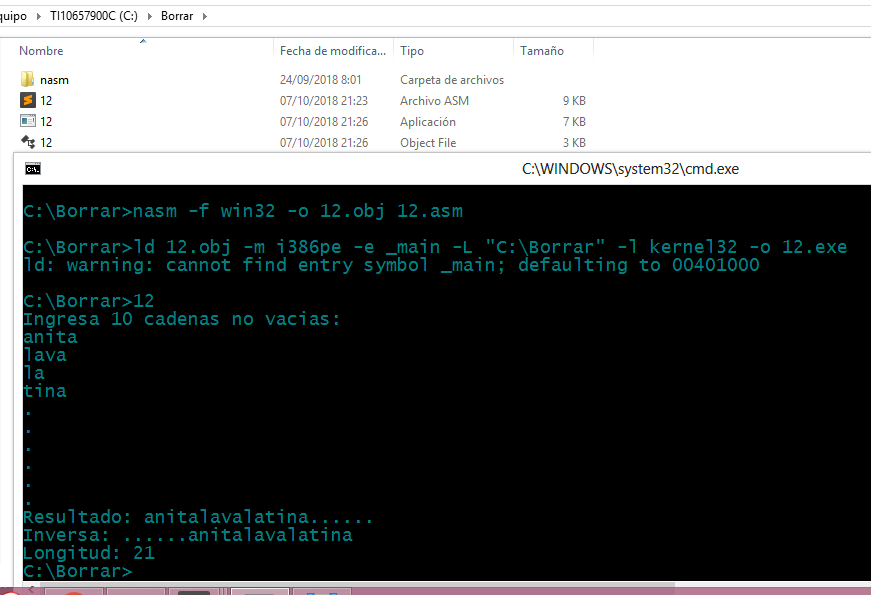 quipo TI10657900C (C:) Borrar
Nombre Fecha de modifica... Tipo Tamaño
nasm 24/09/2018 8:01 Carpeta de archivos
12 07/10/2018 21:23 Archivo ASM 9 KB
12 07/10/2018 21:26 Aplicación 7 KB
12 07/10/2018 21:26 Object File 3 KB
C:\WINDOWS\system32\cmd.exe
C:\Borrar>nasm -f win32 -o 12.obj 12.asm
C:\Borrar>ld 12.obj -m i386pe -e _main -L "C:\Borrar" -l kernel32 -o 12.exe
ld: warning: cannot find entry symbol _main; defaulting to 00401000
C:\Borrar>12
Ingresa 10 cadenas no vacias:
anita
lava
la
tina
.
.
.
.
.
.
Resultado: anitalavalatina......
Inversa: ......anitalavalatina
Longitud: 21
C:\Borrar>